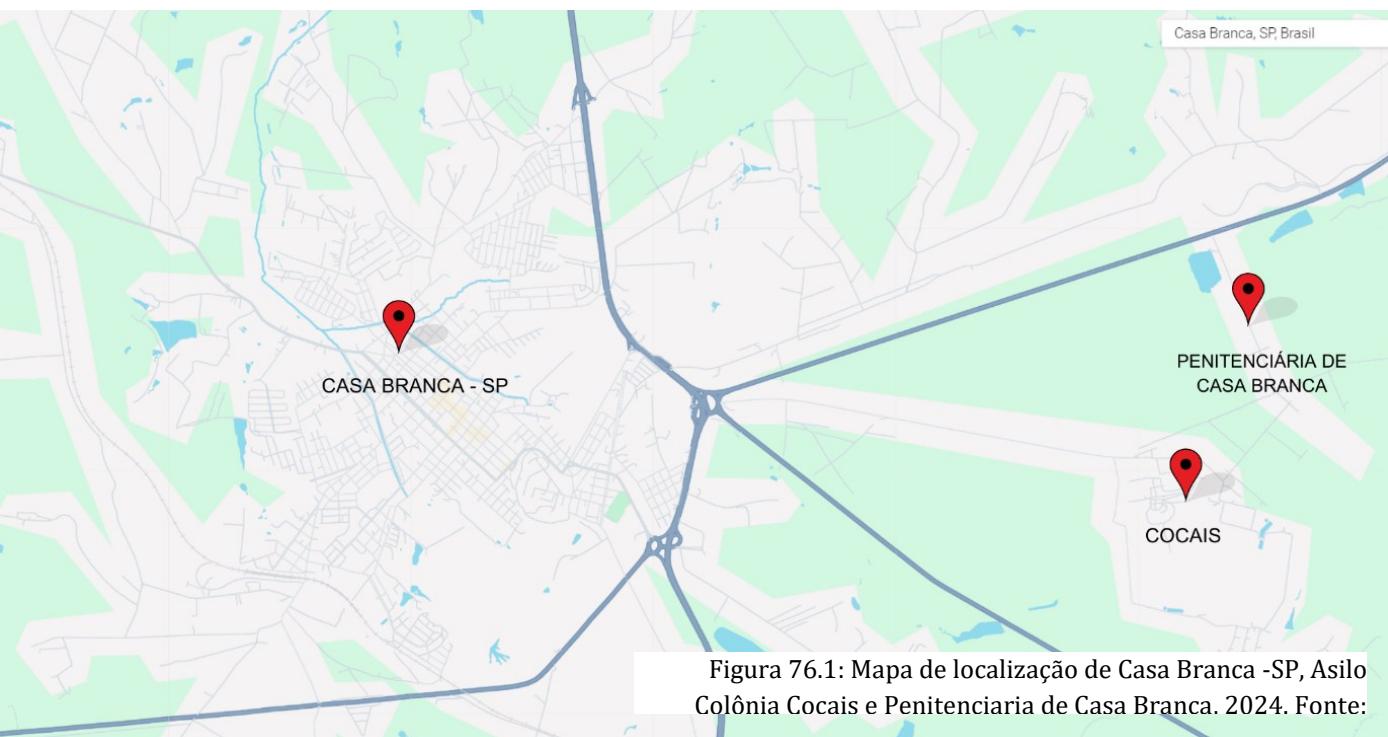 Casa Branca, SP, Brasil
CASA BRANCA - SP
PENITENCIÁRIA DE
CASA BRANCA
COCAIS
Figura 76.1: Mapa de localização de Casa Branca -SP, Asilo
Colônia Cocais e Penitenciaria de Casa Branca. 2024. Fonte: